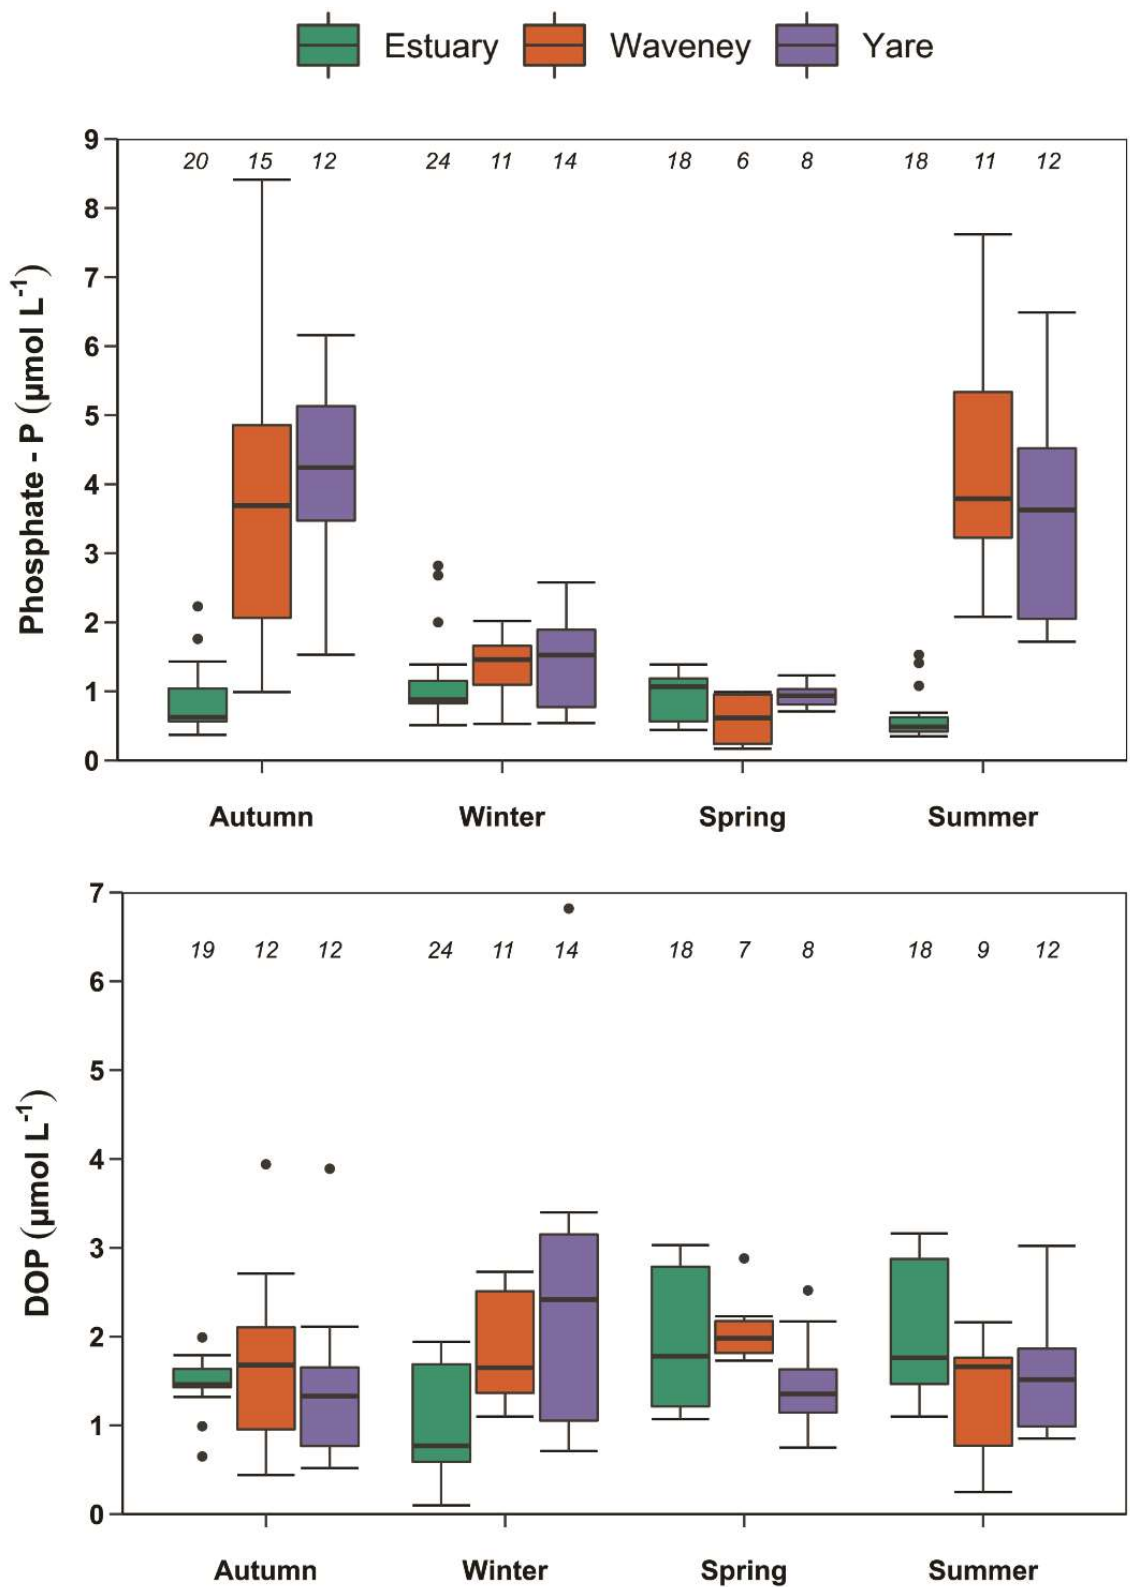 Estuary Waveney Yare
Phosphate - P (µmol L⁻¹)
9
8
7
6
5
4
3
2
1
0
20 15 12 24 11 14 18 6 8 18 11 12
Autumn Winter Spring Summer
DOP (µmol L⁻¹)
7
6
5
4
3
2
1
0
19 12 12 24 11 14 18 7 8 18 9 12
Autumn Winter Spring Summer